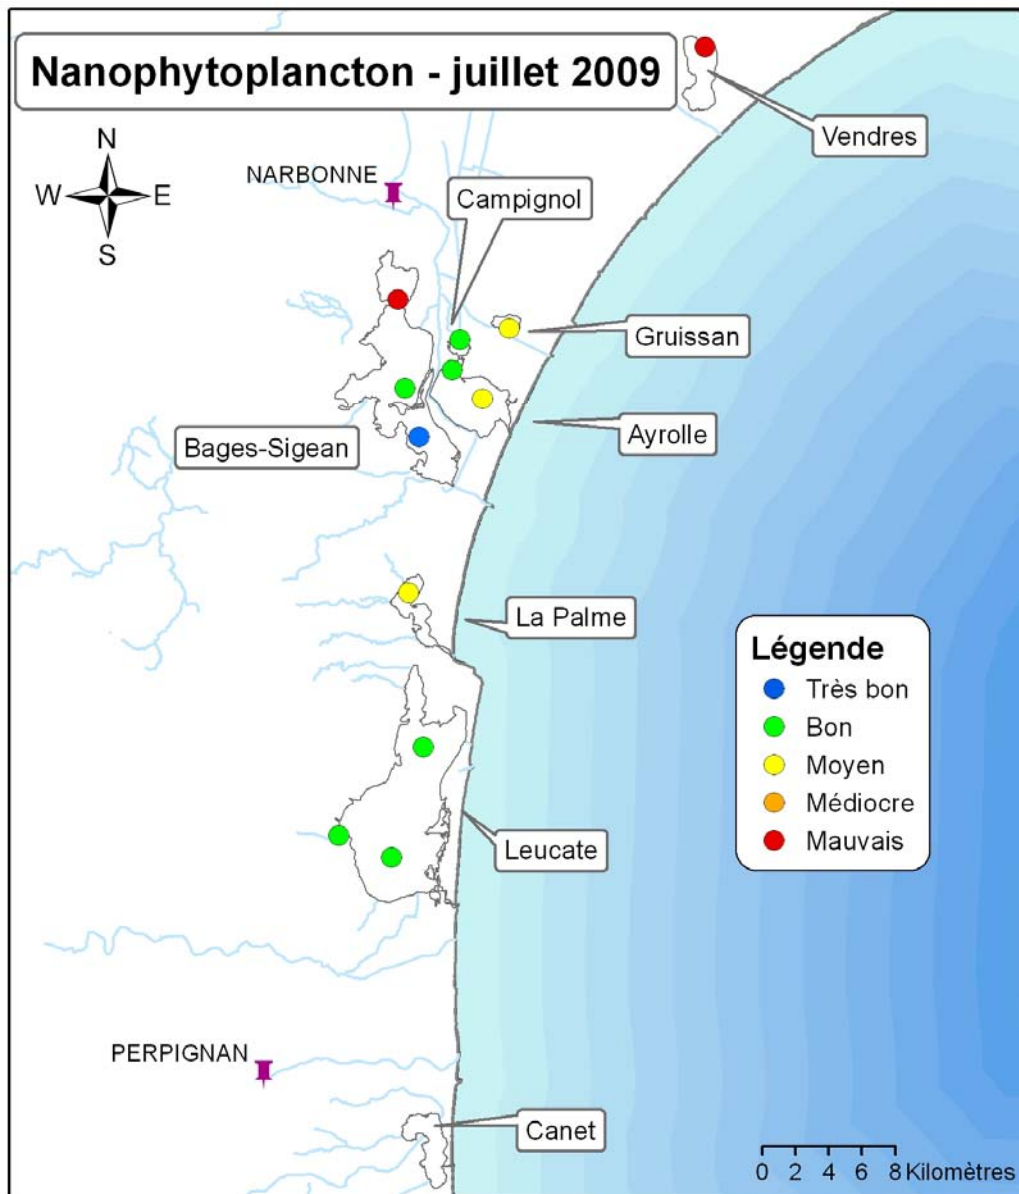 Nanophytoplancton - juillet 2009
Vendres
N
W E
S
NARBONNE
Campignol
Gruissan
Ayrolle
Bages-Sigean
La Palme
Légende
Très bon
Bon
Moyen
Médiocre
Mauvais
Leucate
PERPIGNAN
Canet
0 2 4 6 8 Kilomètres